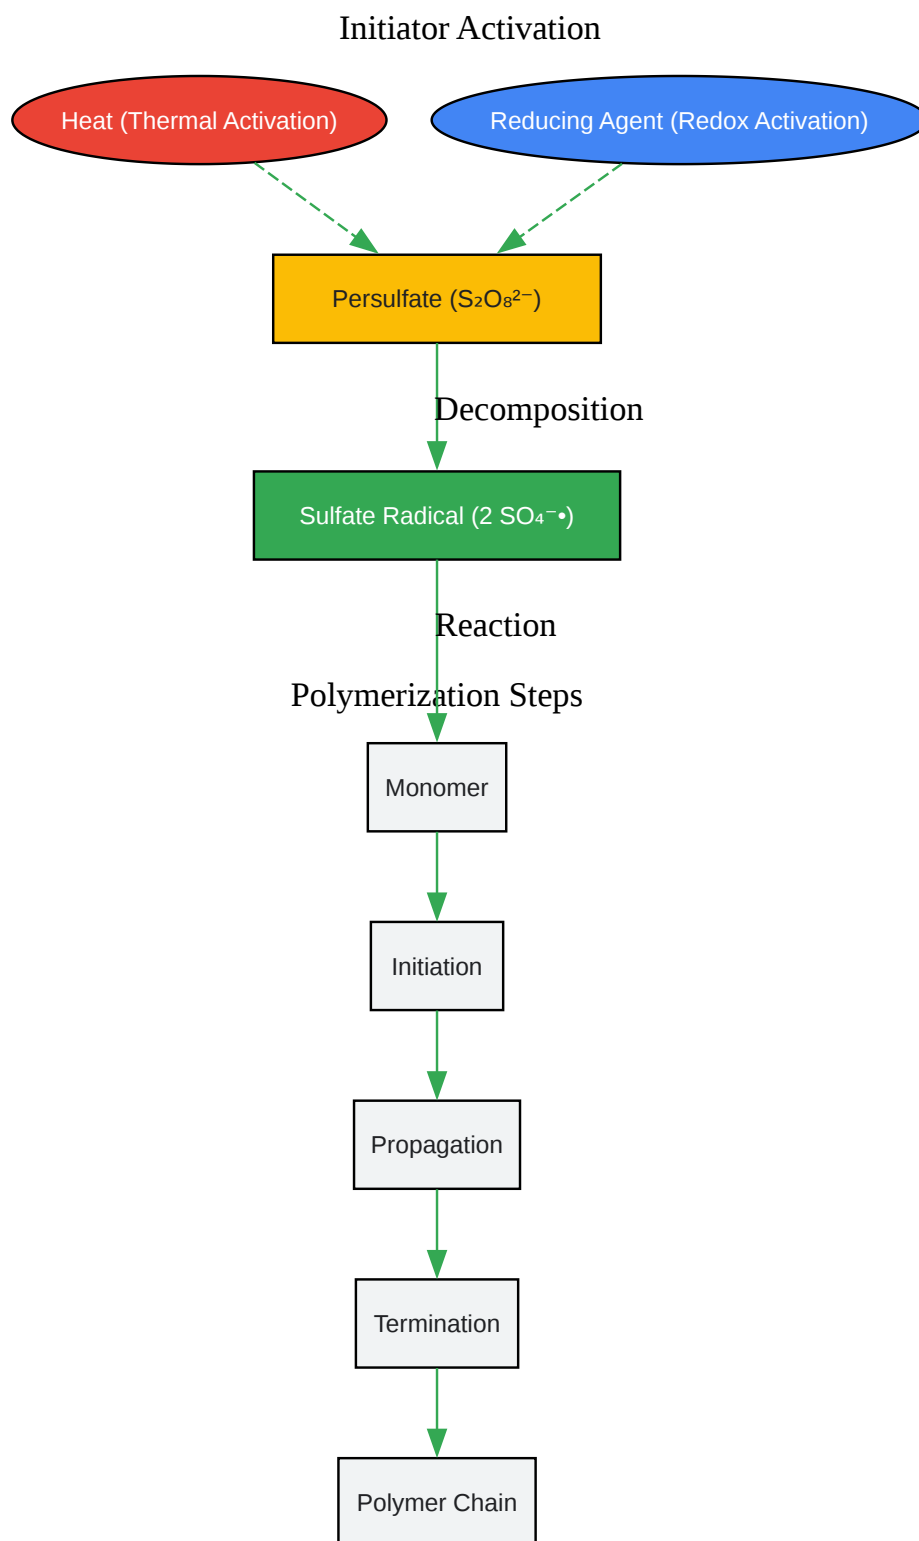 Initiator Activation
Heat (Thermal Activation)
Reducing Agent (Redox Activation)
Persulfate (S₂O₈²⁻)
Decomposition
Sulfate Radical (2 SO₄⁻•)
Reaction
Polymerization Steps
Monomer
Initiation
Propagation
Termination
Polymer Chain